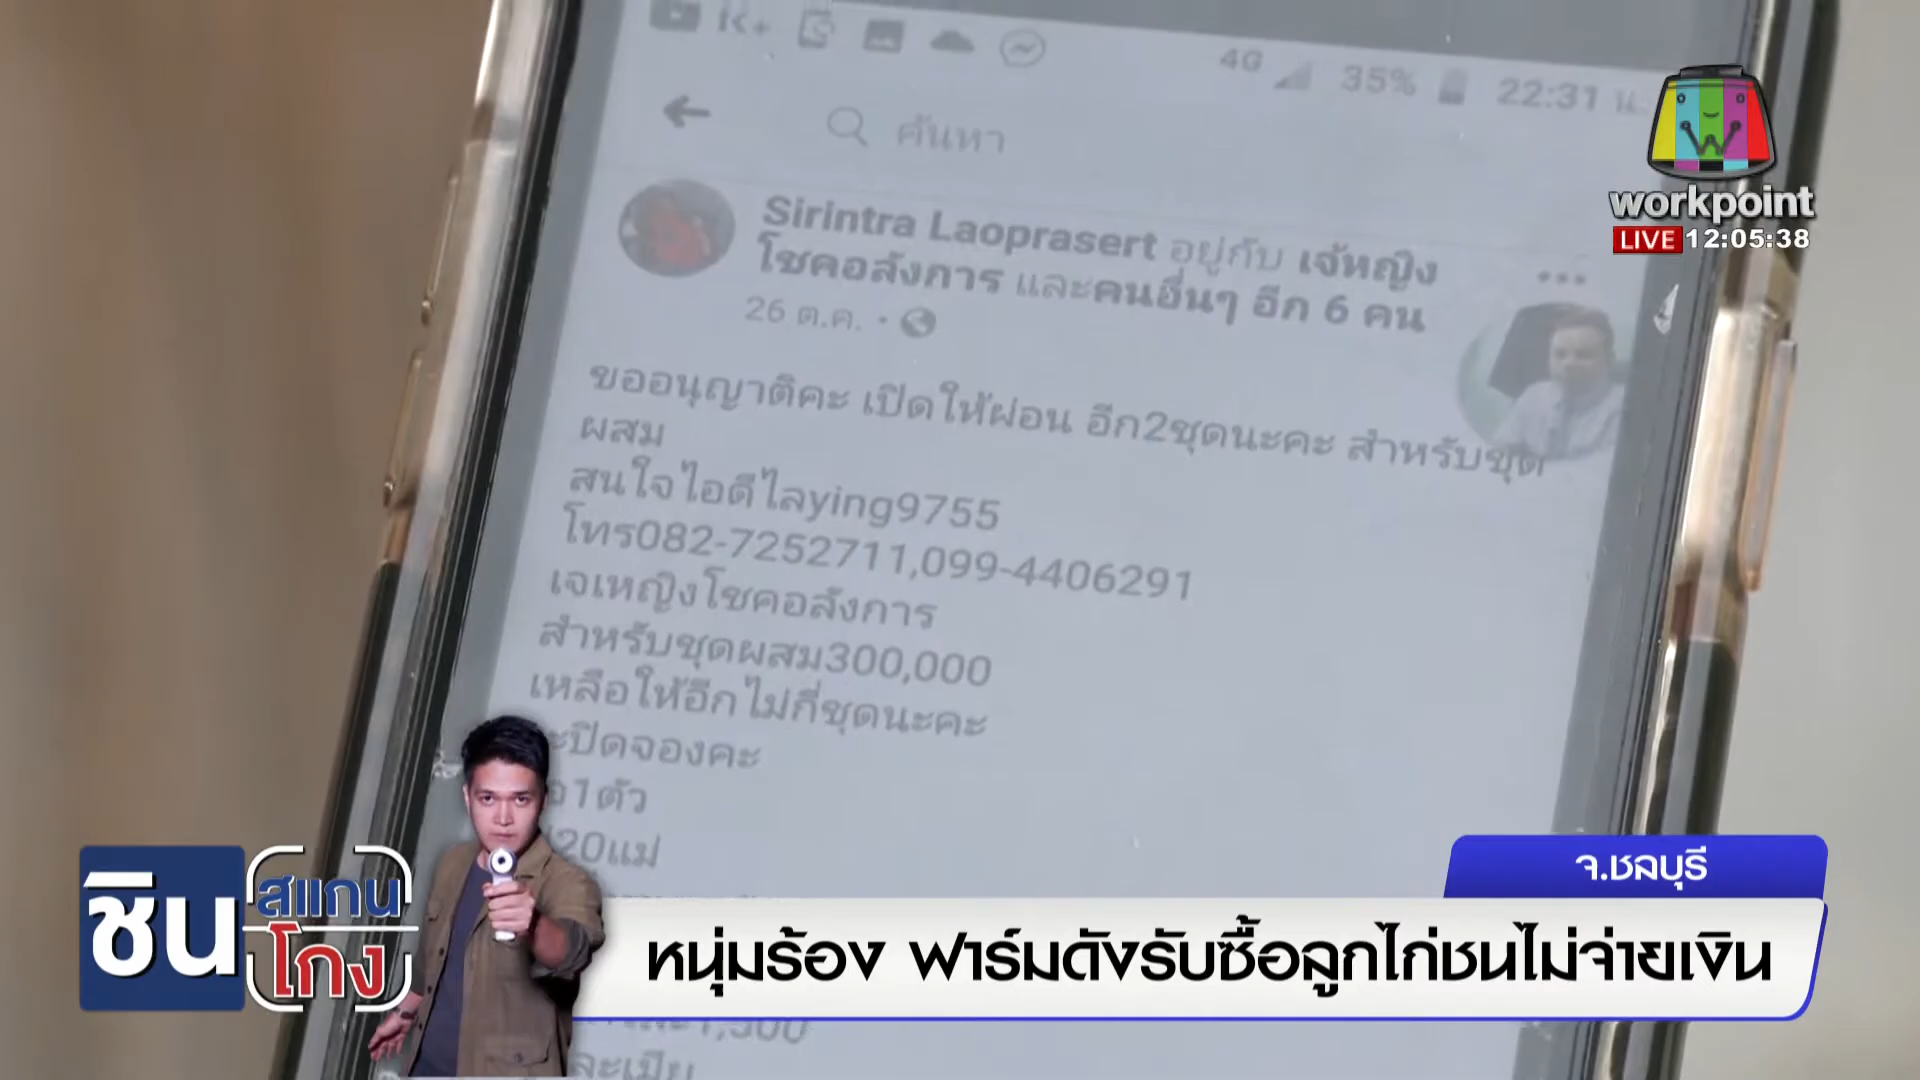 K+
4G 35% 22:31 น.
workpoint
LIVE 12:05:38
ค้นหา
Sirintra Laoprasert อยู่กับ เจ้หญิง
โชคอลังการ และคนอื่นๆ อีก 6 คน
26 ต.ค.
ขออนุญาติคะ เปิดให้ผ่อน อีก2ชุดนะคะ สำหรับชุด
ผสม
สนใจไอดีไลying9755
โทร082-7252711,099-4406291
เจเหญิงโชคอลังการ
สำหรับชุดผสม300,000
เหลือให้อีกไม่กี่ชุดนะคะ
ปิดจองคะ
1ตัว
20แม่
จ.ชลบุรี
ชิน สแกน โกง
หนุ่มร้อง ฟาร์มดังรับซื้อลูกไก่ชนไม่จ่ายเงิน